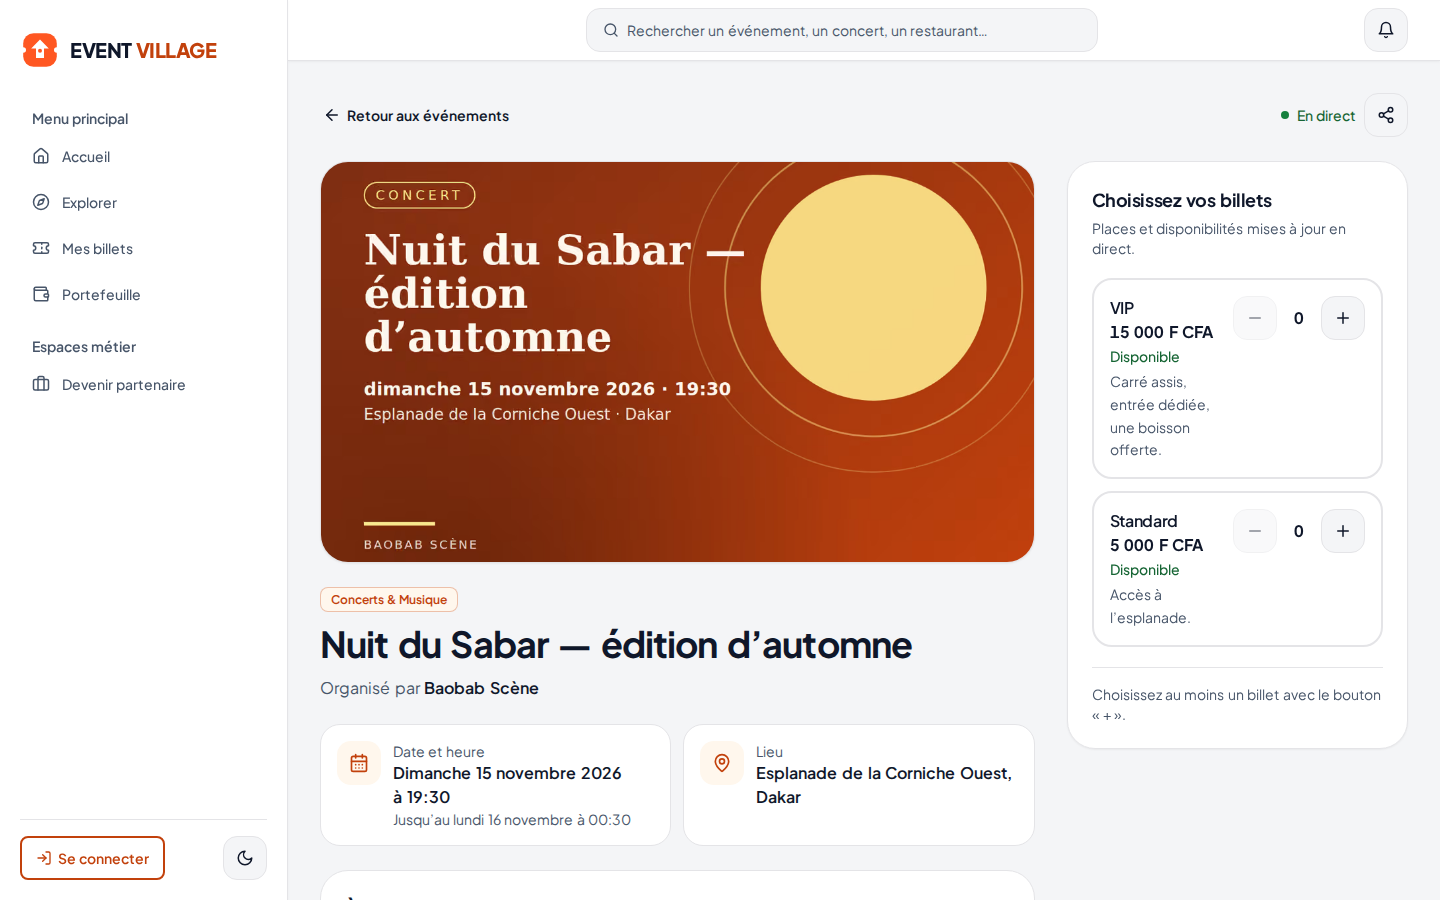 EVENT VILLAGE
Rechercher un événement, un concert, un restaurant…
Menu principal
Accueil
Explorer
Mes billets
Portefeuille
Espaces métier
Devenir partenaire
Se connecter
Retour aux événements
En direct
CONCERT
Nuit du Sabar —
édition
d’automne
dimanche 15 novembre 2026 · 19:30
Esplanade de la Corniche Ouest · Dakar
BAOBAB SCÈNE
Concerts & Musique
Nuit du Sabar — édition d’automne
Organisé par Baobab Scène
Date et heure
Dimanche 15 novembre 2026
à 19:30
Jusqu’au lundi 16 novembre à 00:30
Lieu
Esplanade de la Corniche Ouest,
Dakar
Choisissez vos billets
Places et disponibilités mises à jour en
direct.
VIP
15 000 F CFA
Disponible
Carré assis,
entrée dédiée,
une boisson
offerte.
0
Standard
5 000 F CFA
Disponible
Accès à
l’esplanade.
0
Choisissez au moins un billet avec le bouton
« + ».